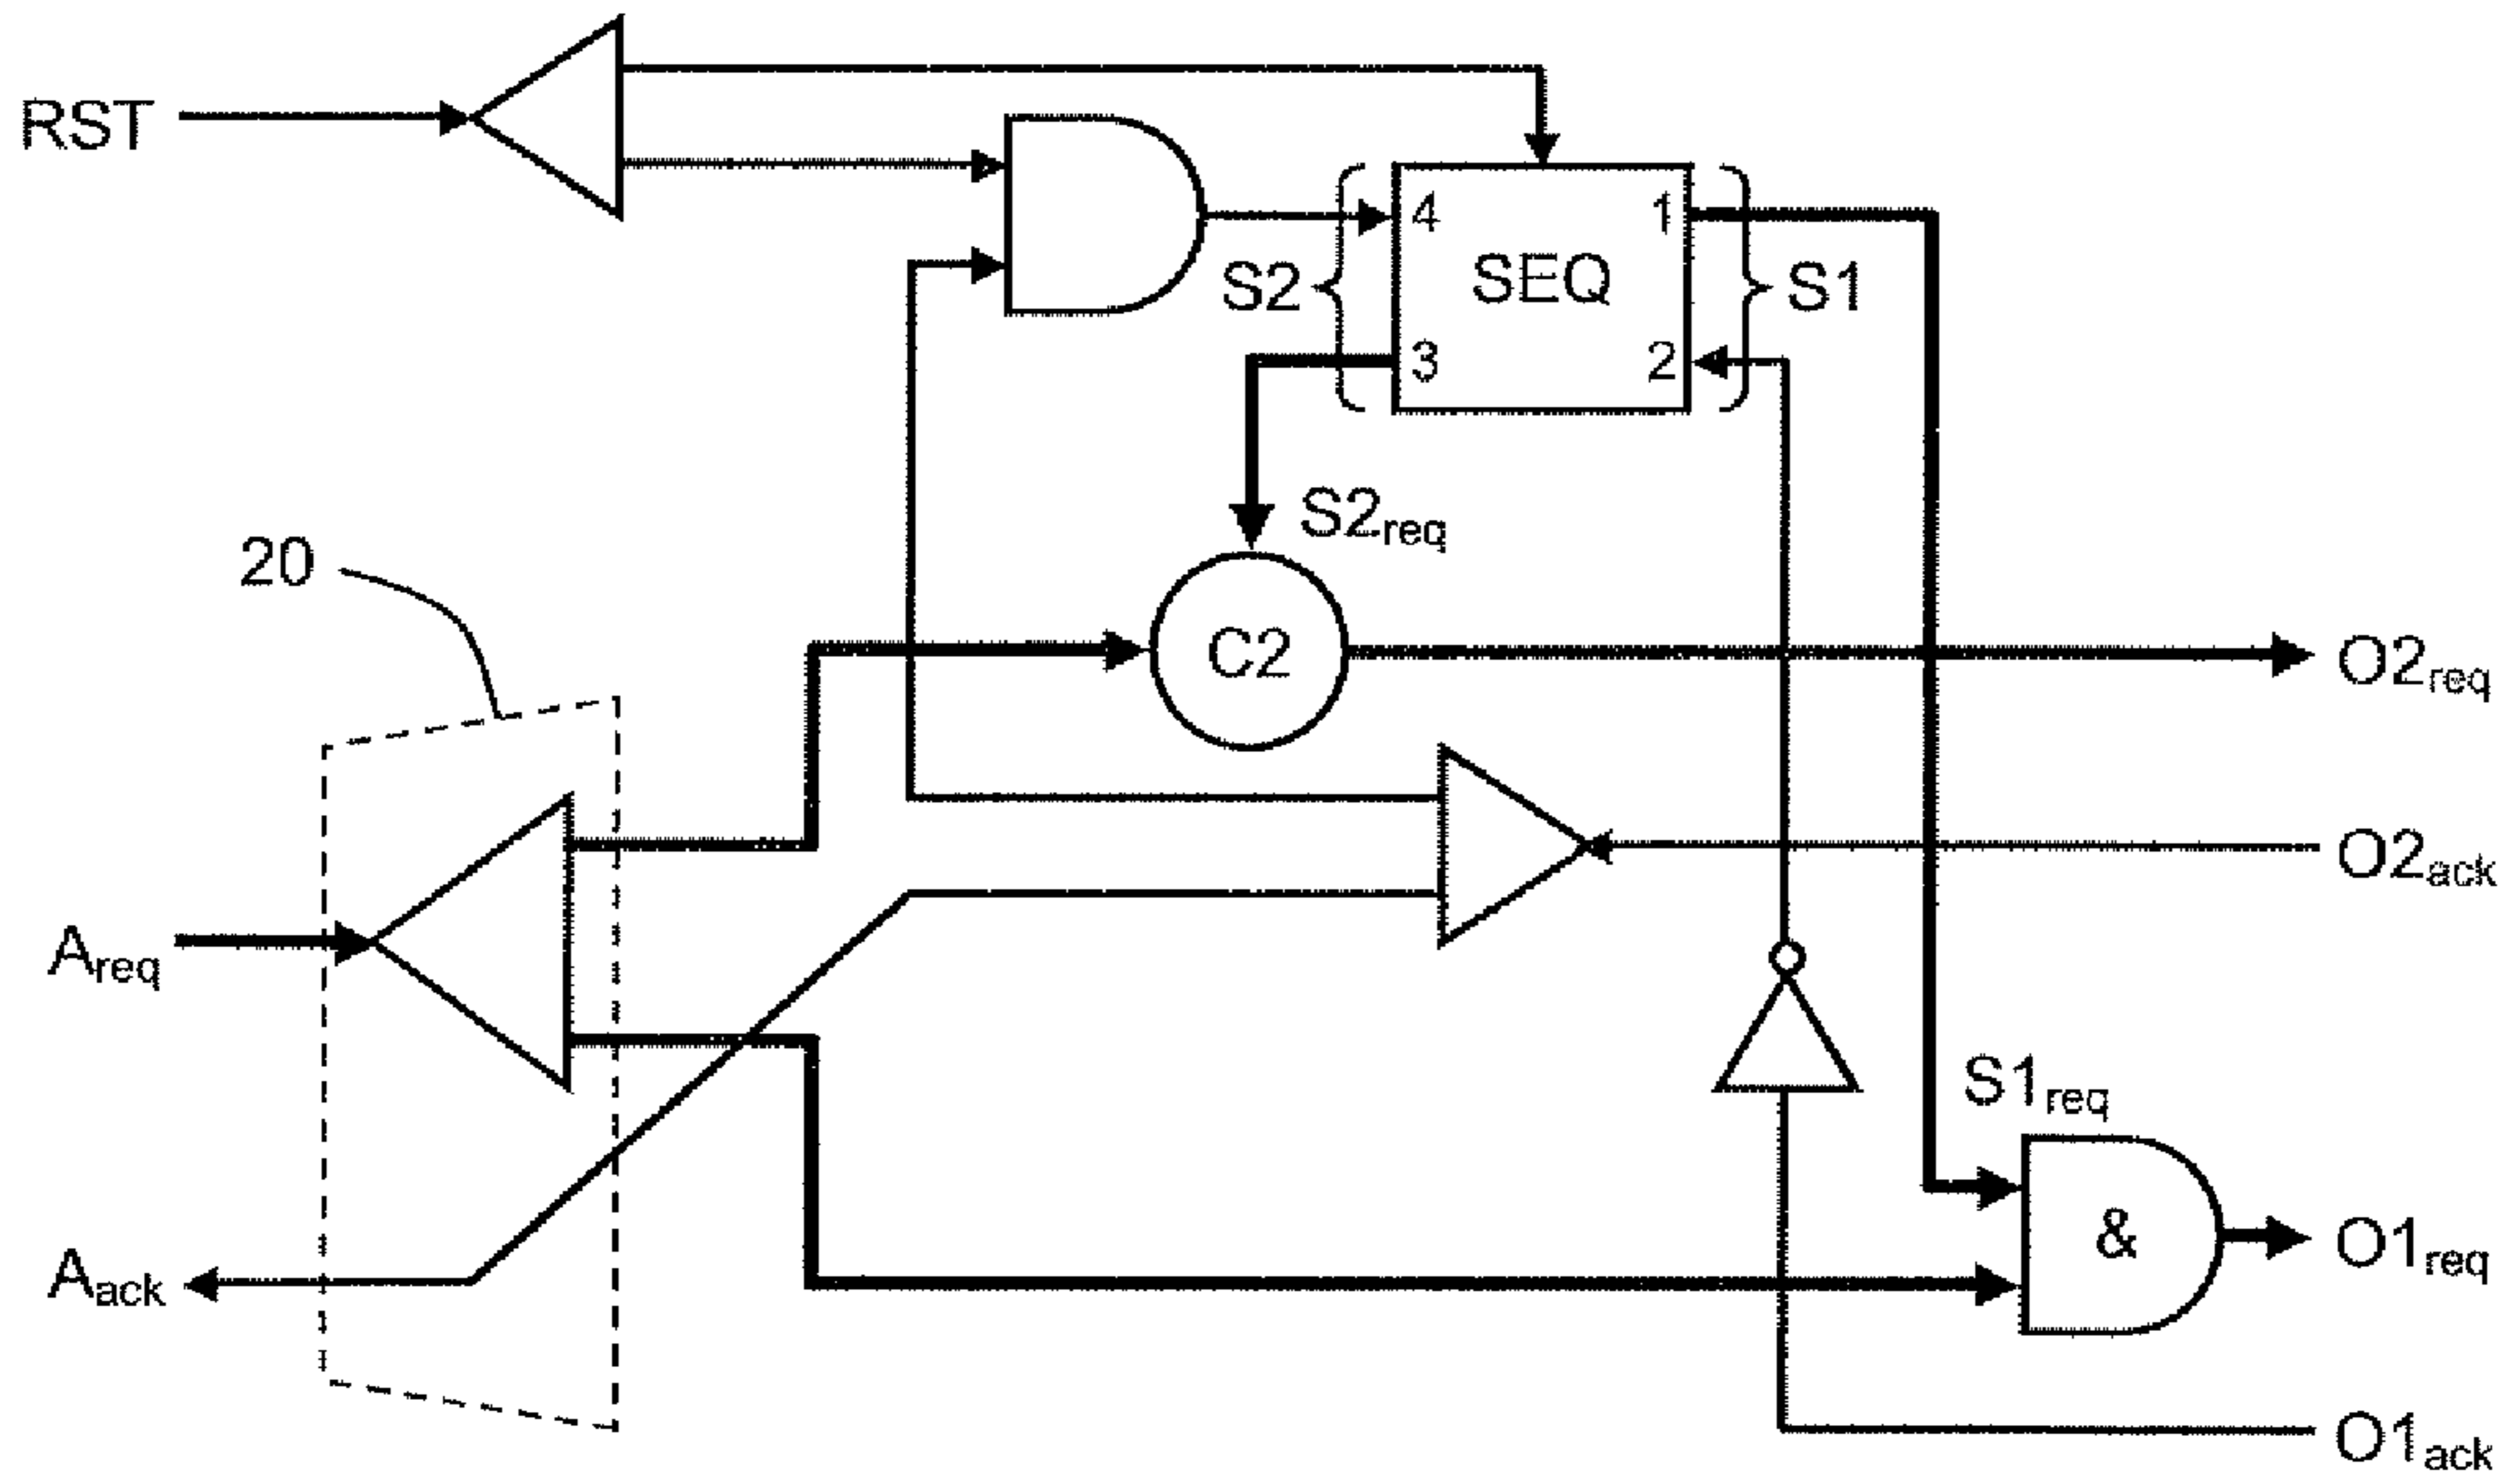 RST
4
1
S2
SEQ
S1
3
2
S2req
20
C2
O2req
O2ack
Areq
S1req
&
O1req
Aack
O1ack